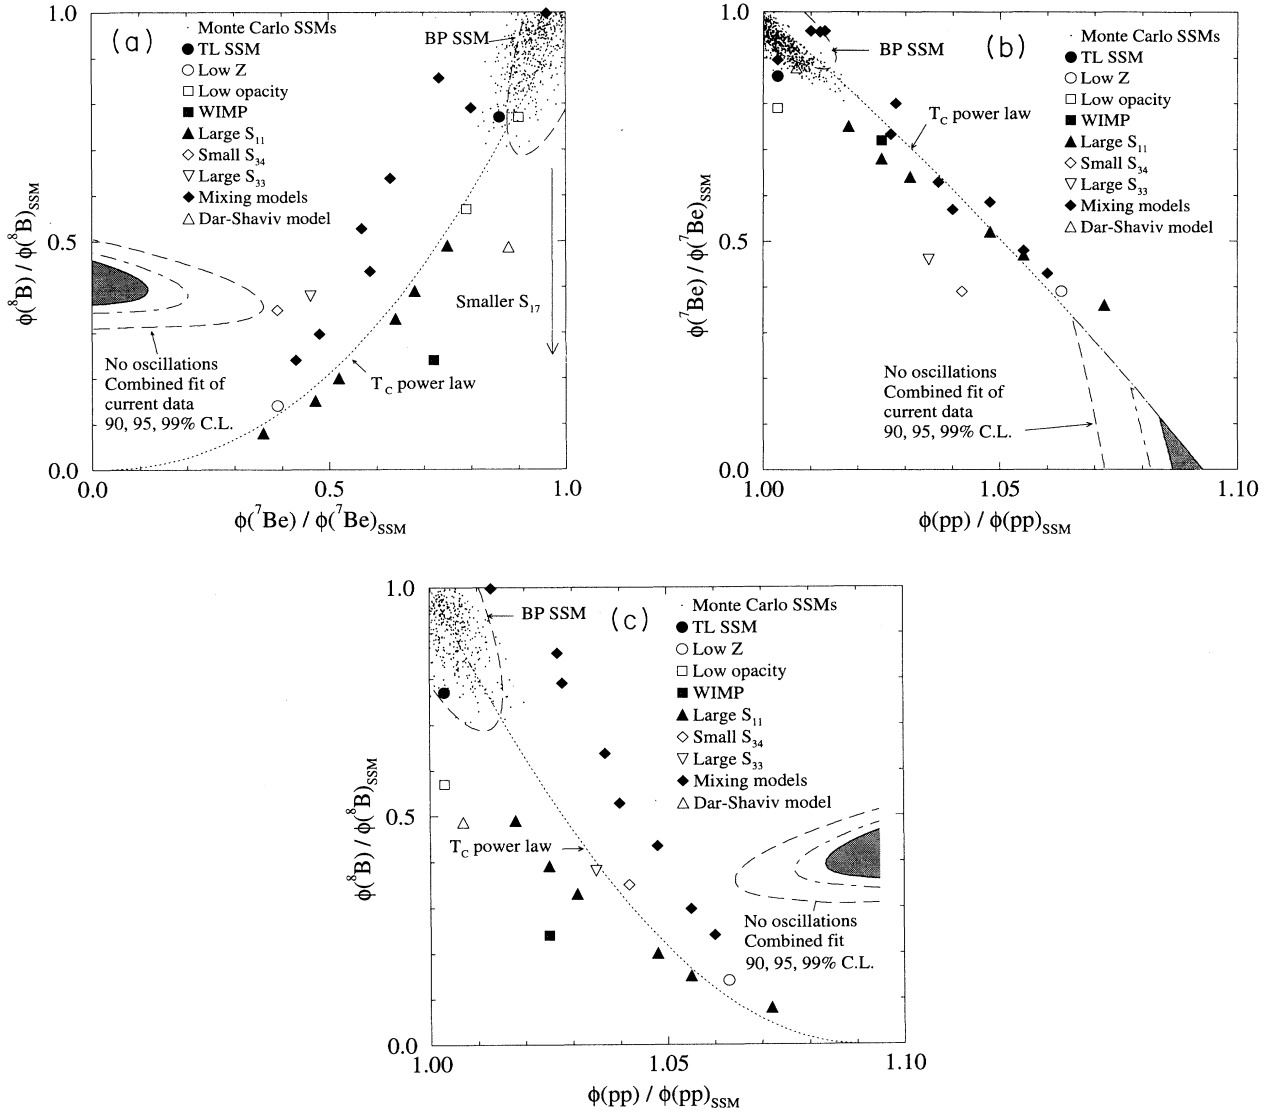 (a)
Monte Carlo SSMs
TL SSM
Low Z
Low opacity
WIMP
Large S11
Small S34
Large S33
Mixing models
Dar-Shaviv model
BP SSM
Smaller S17
TC power law
No oscillations
Combined fit of
current data
90, 95, 99% C.L.
1.0
0.5
0.0
ϕ(⁸B) / ϕ(⁸B)SSM
0.0
0.5
1.0
ϕ(⁷Be) / ϕ(⁷Be)SSM
(b)
Monte Carlo SSMs
TL SSM
Low Z
Low opacity
WIMP
Large S11
Small S34
Large S33
Mixing models
Dar-Shaviv model
BP SSM
TC power law
No oscillations
Combined fit of
current data
90, 95, 99% C.L.
1.0
0.5
0.0
ϕ(⁷Be) / ϕ(⁷Be)SSM
1.00
1.05
1.10
ϕ(pp) / ϕ(pp)SSM
(c)
Monte Carlo SSMs
TL SSM
Low Z
Low opacity
WIMP
Large S11
Small S34
Large S33
Mixing models
Dar-Shaviv model
BP SSM
TC power law
No oscillations
Combined fit
90, 95, 99% C.L.
1.0
0.5
0.0
ϕ(⁸B) / ϕ(⁸B)SSM
1.00
1.05
1.10
ϕ(pp) / ϕ(pp)SSM